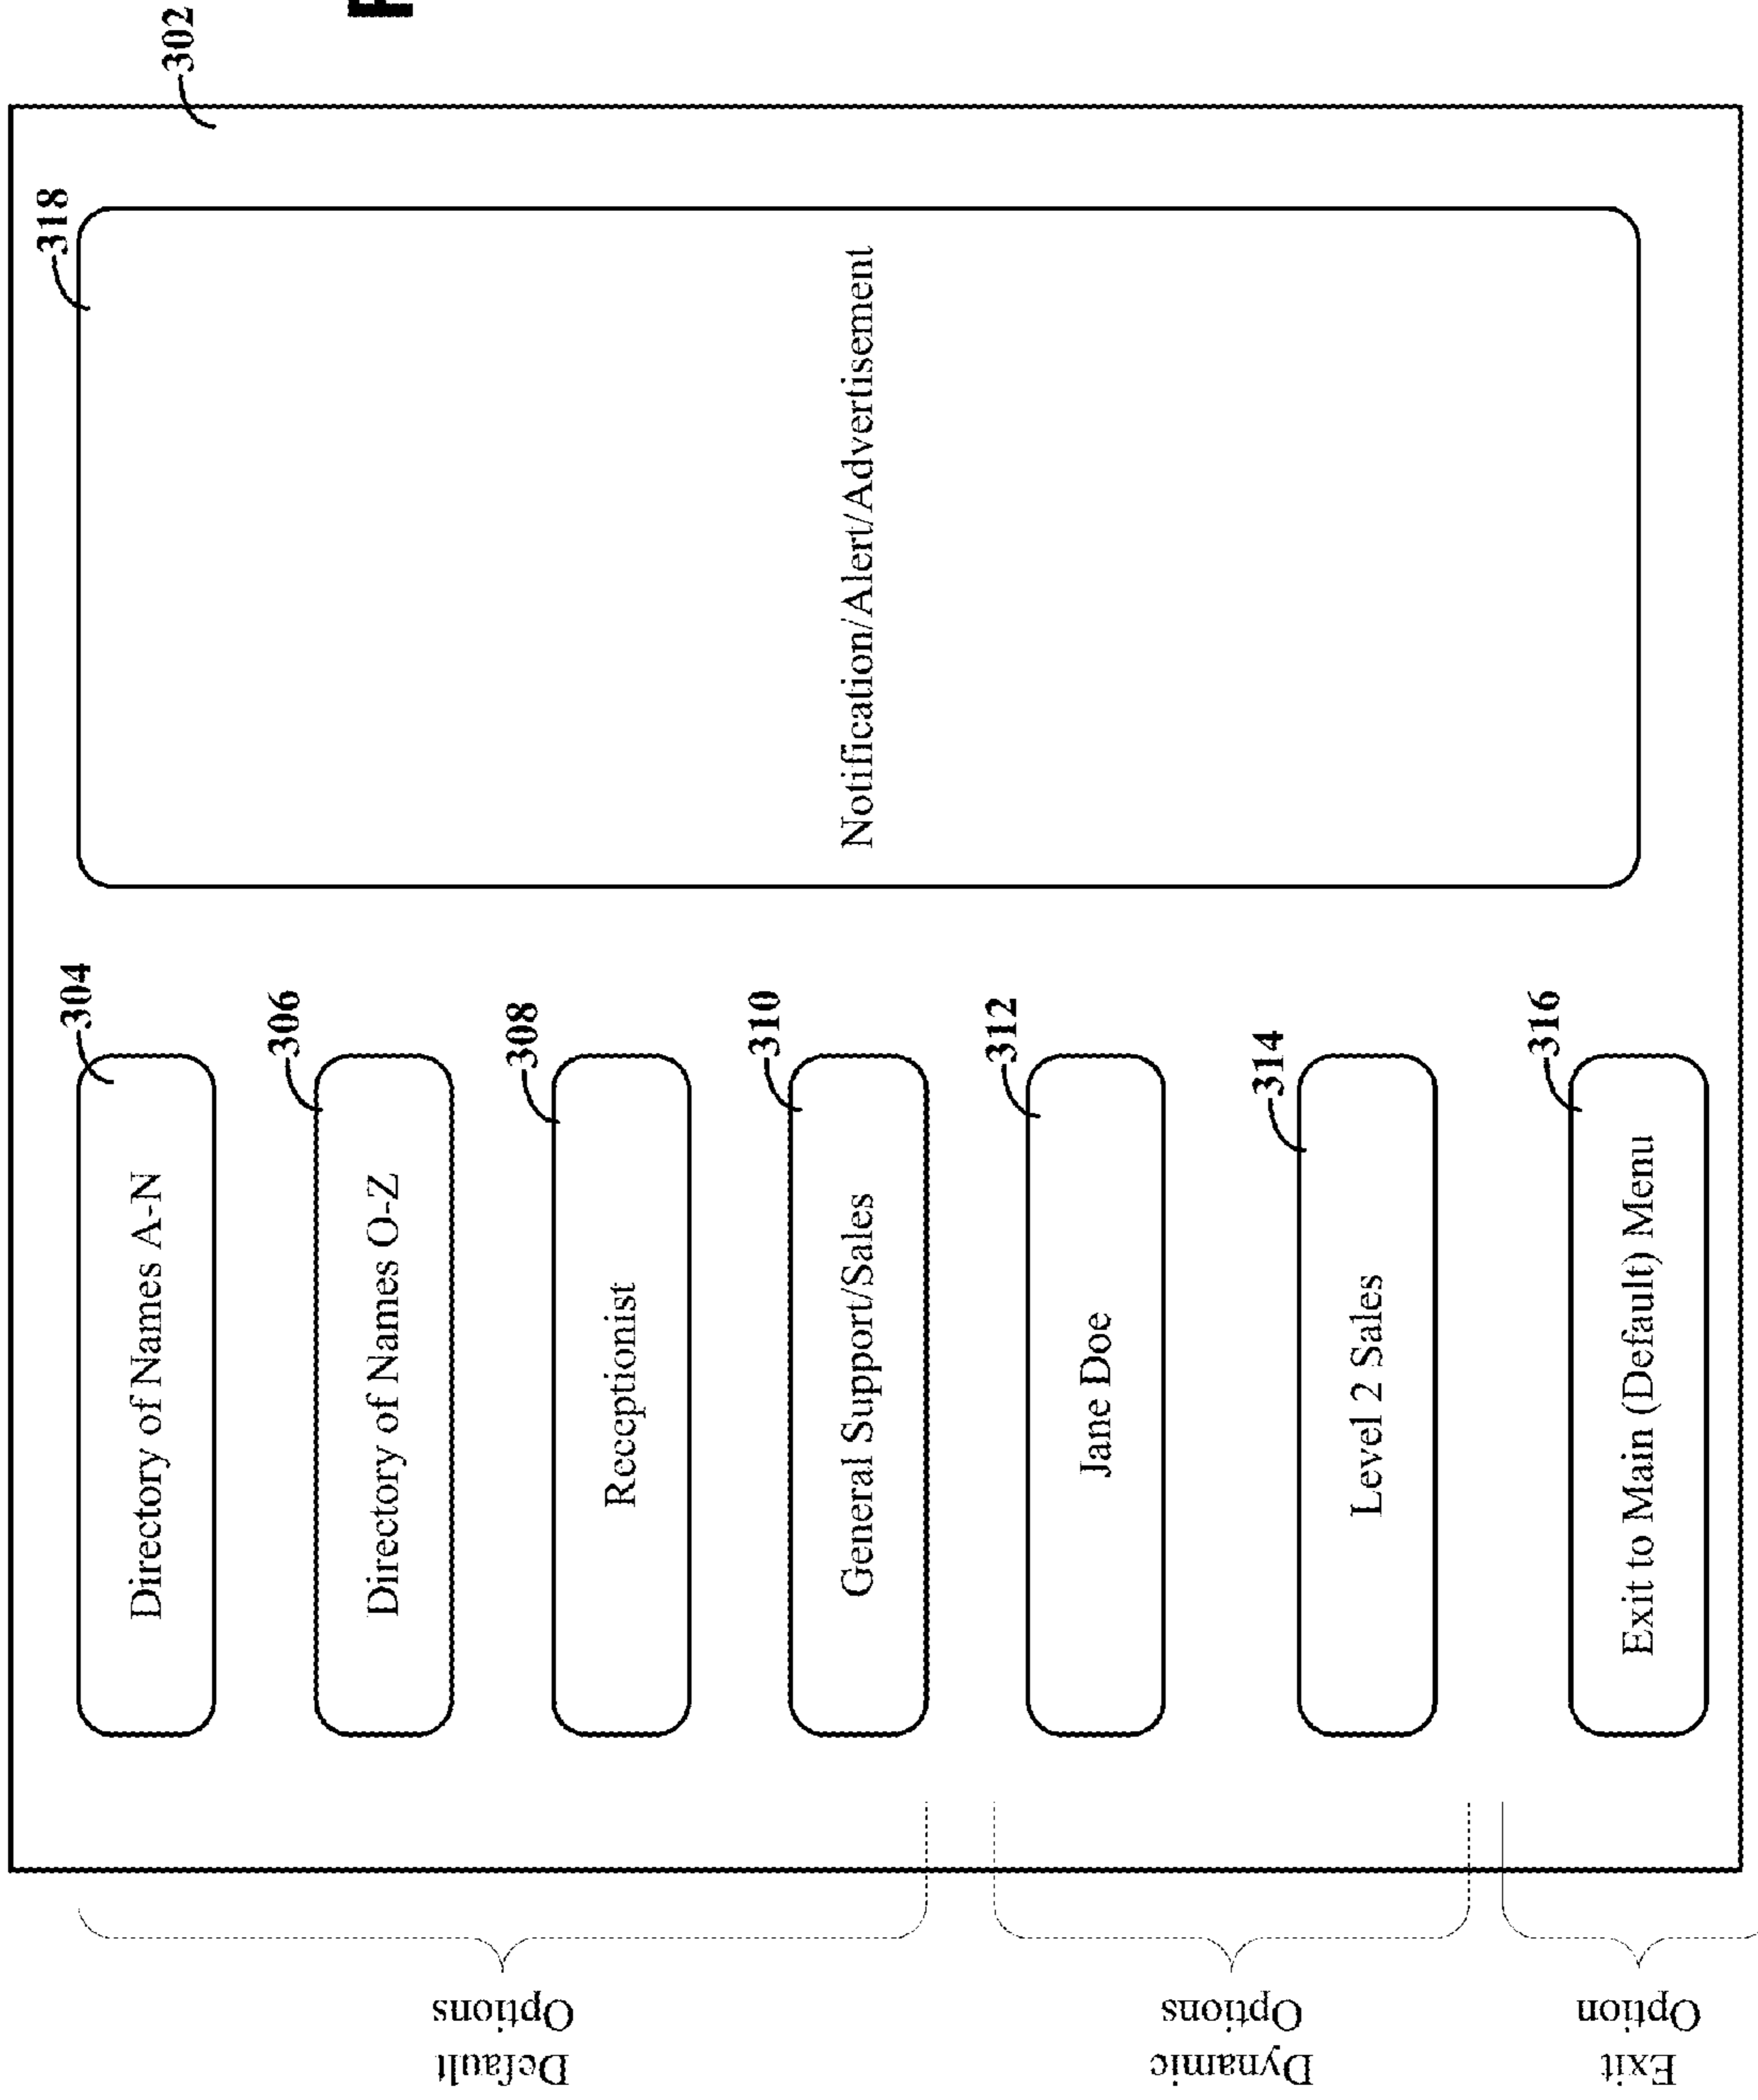 302
318
Notification/Alert/Advertisement
304
Directory of Names A-N
306
Directory of Names O-Z
308
Receptionist
310
General Support/Sales
312
Jane Doe
314
Level 2 Sales
316
Exit to Main (Default) Menu
Default
Options
Dynamic
Options
Exit
Option